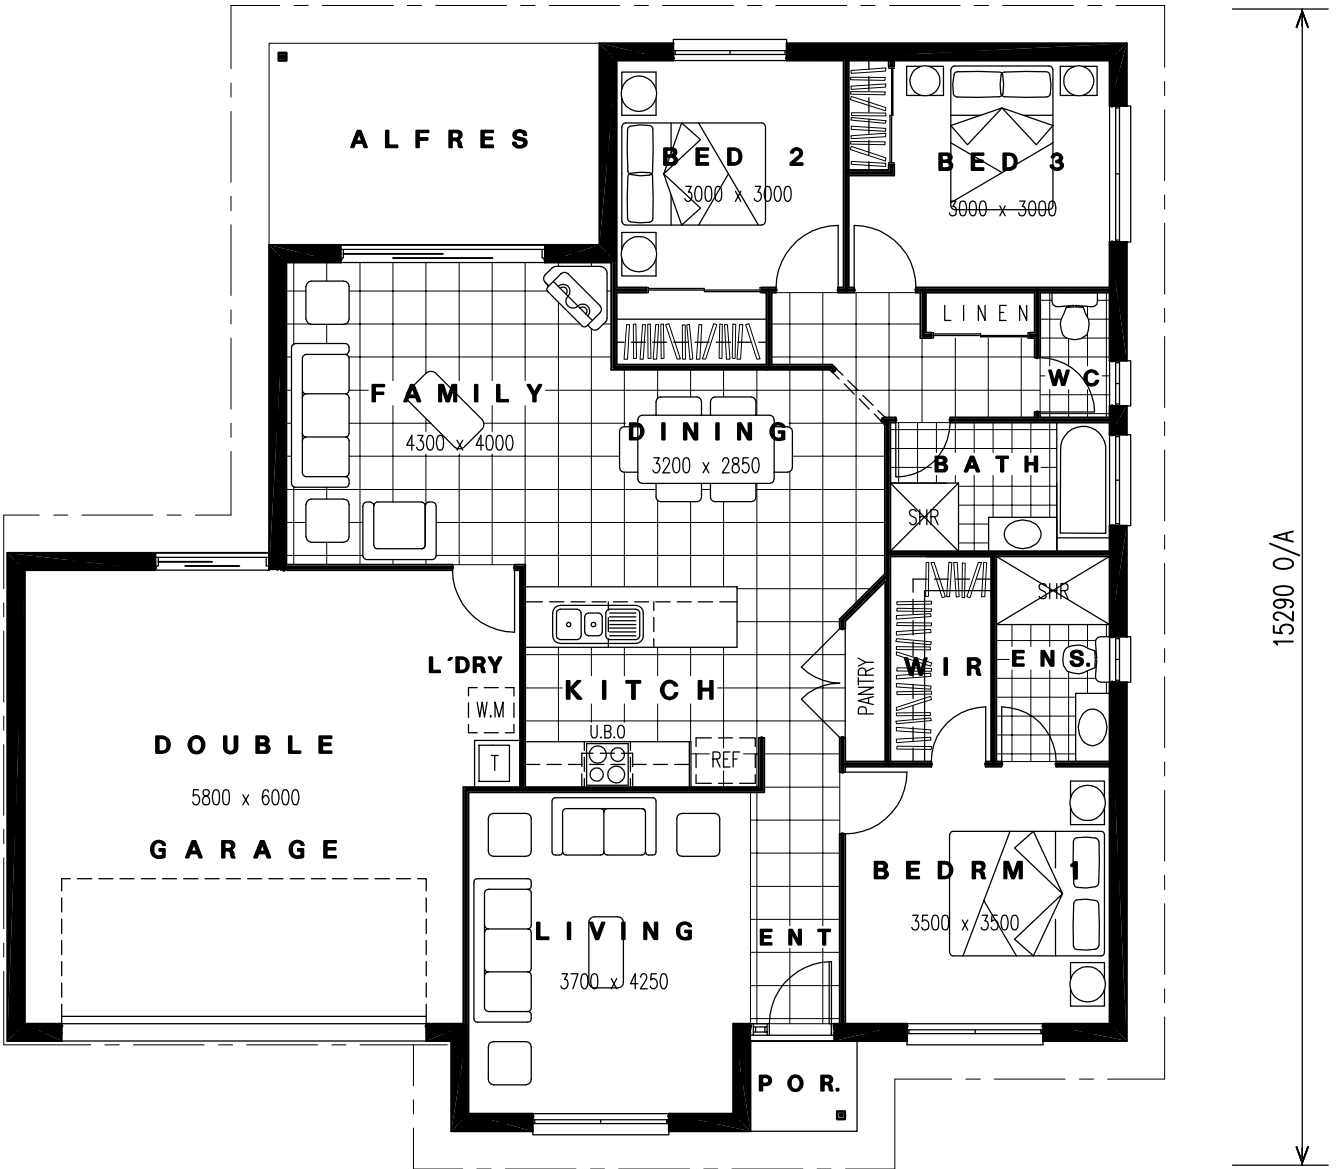 ALFRES
BED 2
3000 x 3000
BED 3
3000 x 3000
LINEN
WC
FAMILY
4300 x 4000
DINING
3200 x 2850
BATH
SHR
15290 O/A
SHR
L´DRY
KITCH
PANTRY
WIR
ENS.
W.M
U.B.O
T
REF
DOUBLE
5800 x 6000
GARAGE
BEDRM 1
3500 x 3500
LIVING
3700 x 4250
ENT
POR.